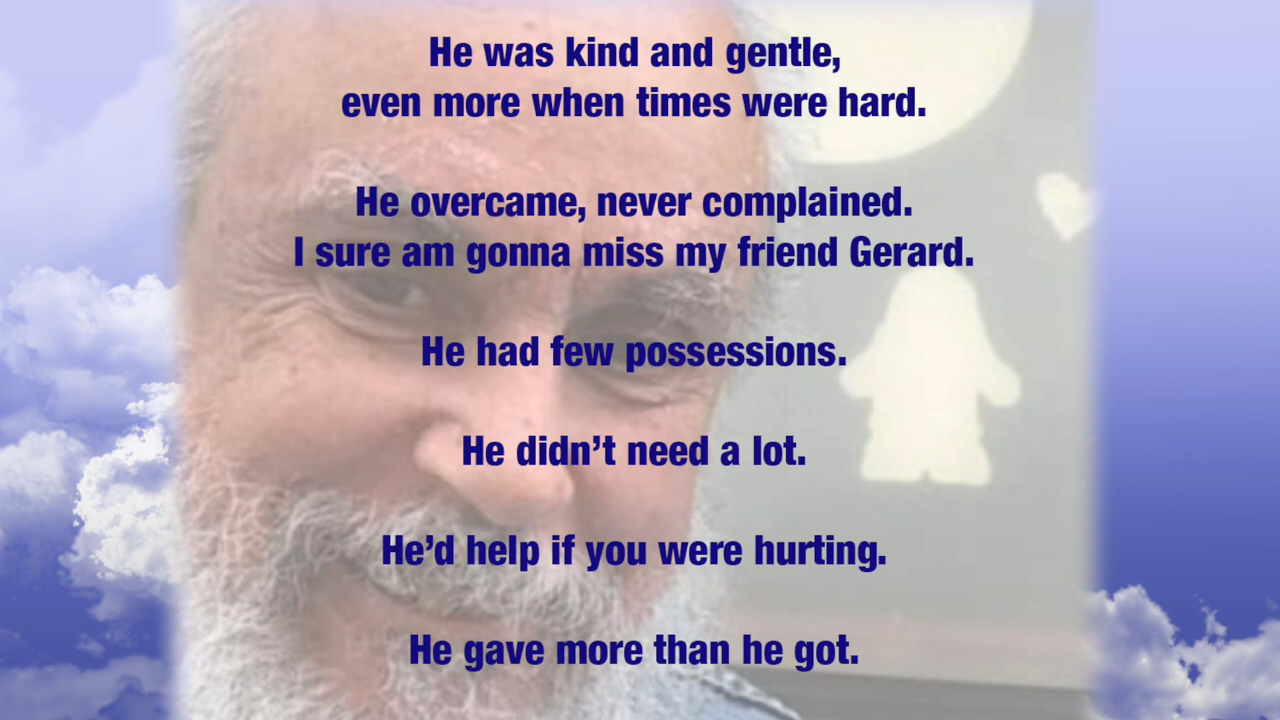 He was kind and gentle,
even more when times were hard.
He overcame, never complained.
I sure am gonna miss my friend Gerard.
He had few possessions.
He didn’t need a lot.
He’d help if you were hurting.
He gave more than he got.